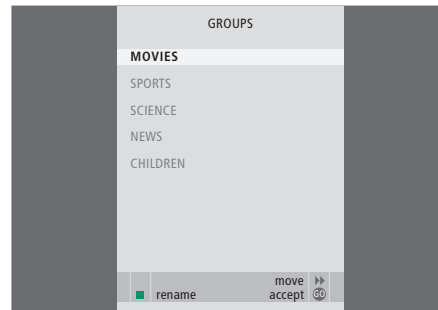 GROUPS
MOVIES
SPORTS
SCIENCE
NEWS
CHILDREN
move
rename accept GO